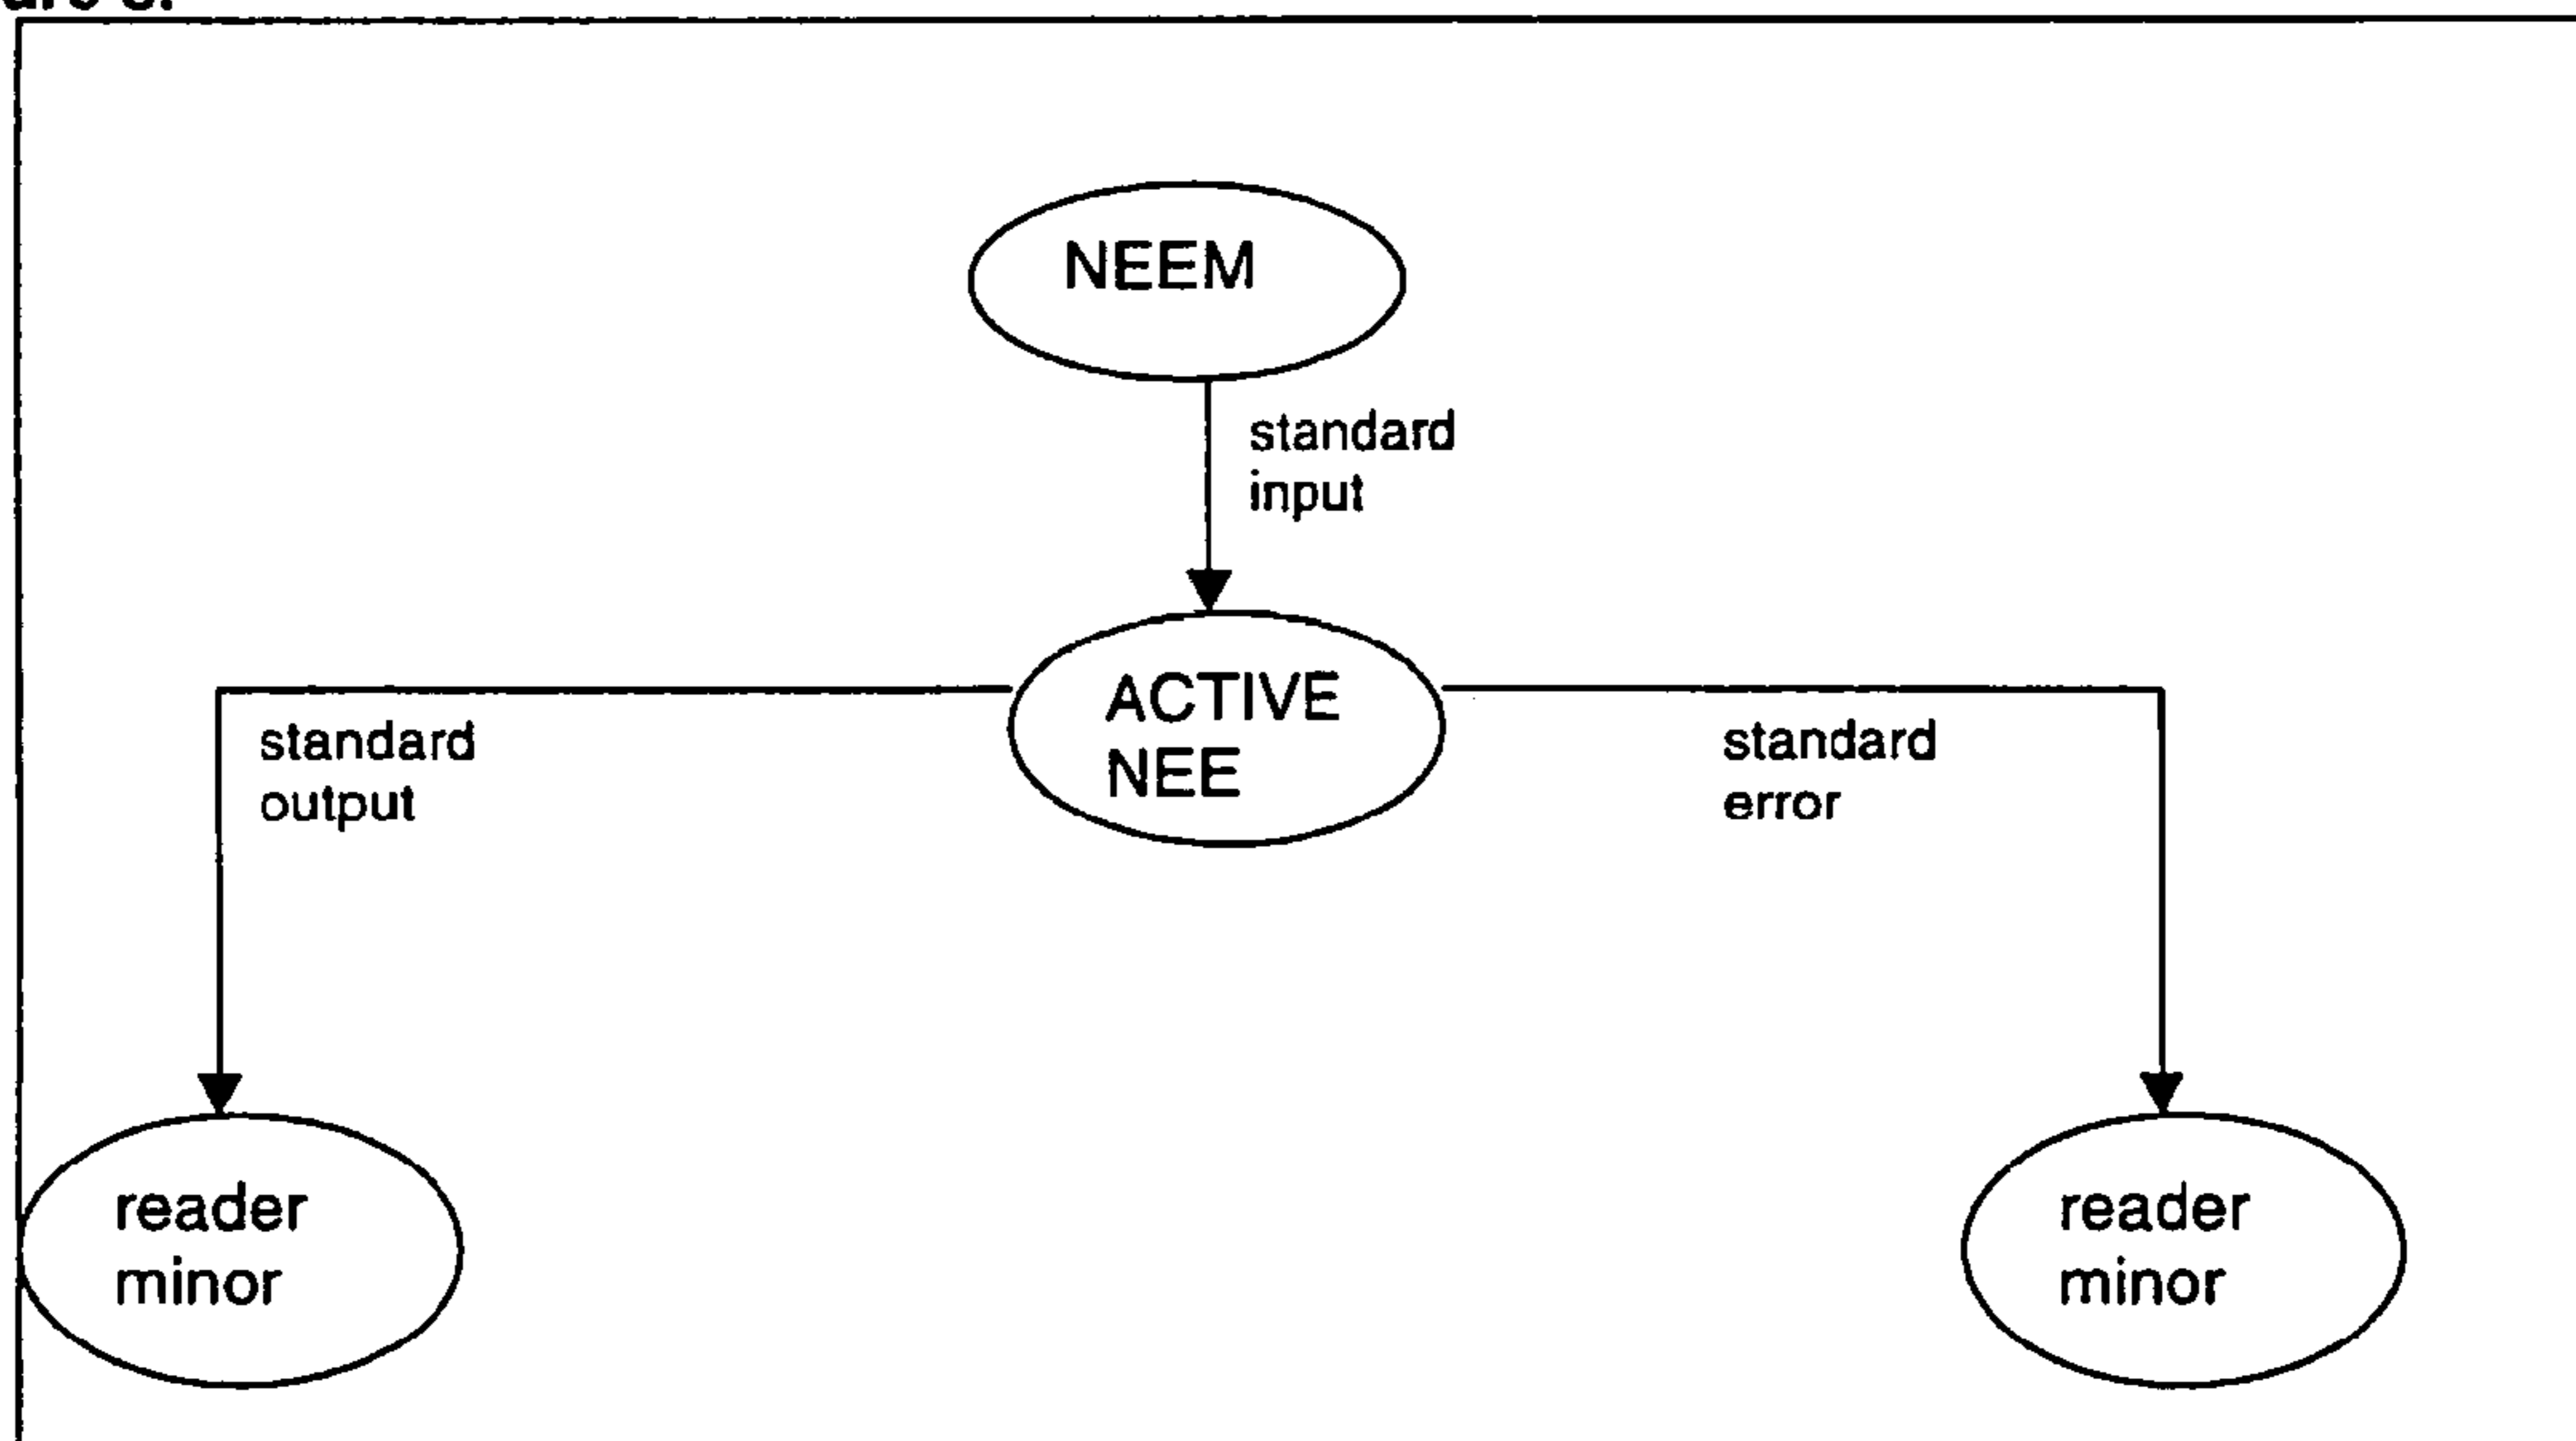 NEEM
standard
input
ACTIVE
NEE
standard
output
standard
error
reader
minor
reader
minor